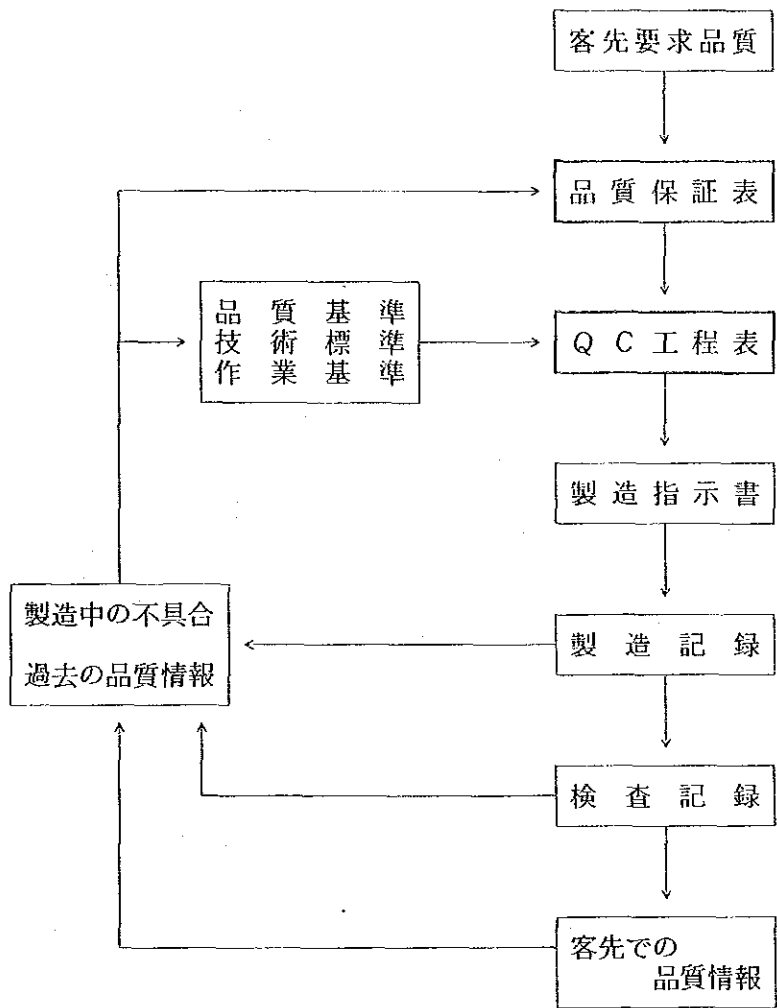 客先要求品質
品質保証表
品質基準
技術標準
作業基準
QC工程表
製造指示書
製造中の不具合
過去の品質情報
製造記録
検査記録
客先での
品質情報